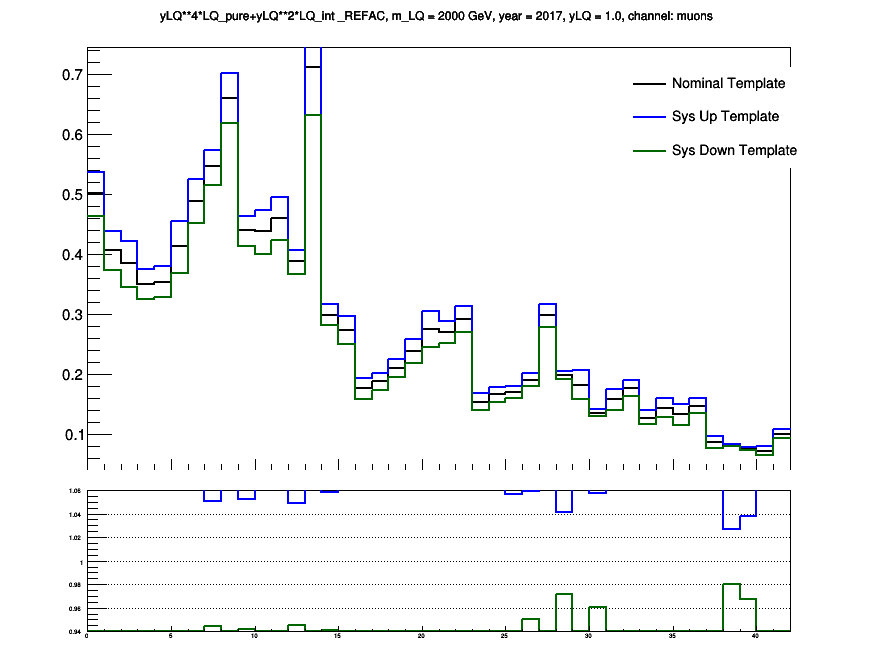 yLQ**4*LQ_pure+yLQ**2*LQ_int _REFAC, m_LQ = 2000 GeV, year = 2017, yLQ = 1.0, channel: muons
0.7
0.6
0.5
0.4
0.3
0.2
0.1
Nominal Template
Sys Up Template
Sys Down Template
1.06
1.04
1.02
1
0.98
0.96
0.94
0 5 10 15 20 25 30 35 40